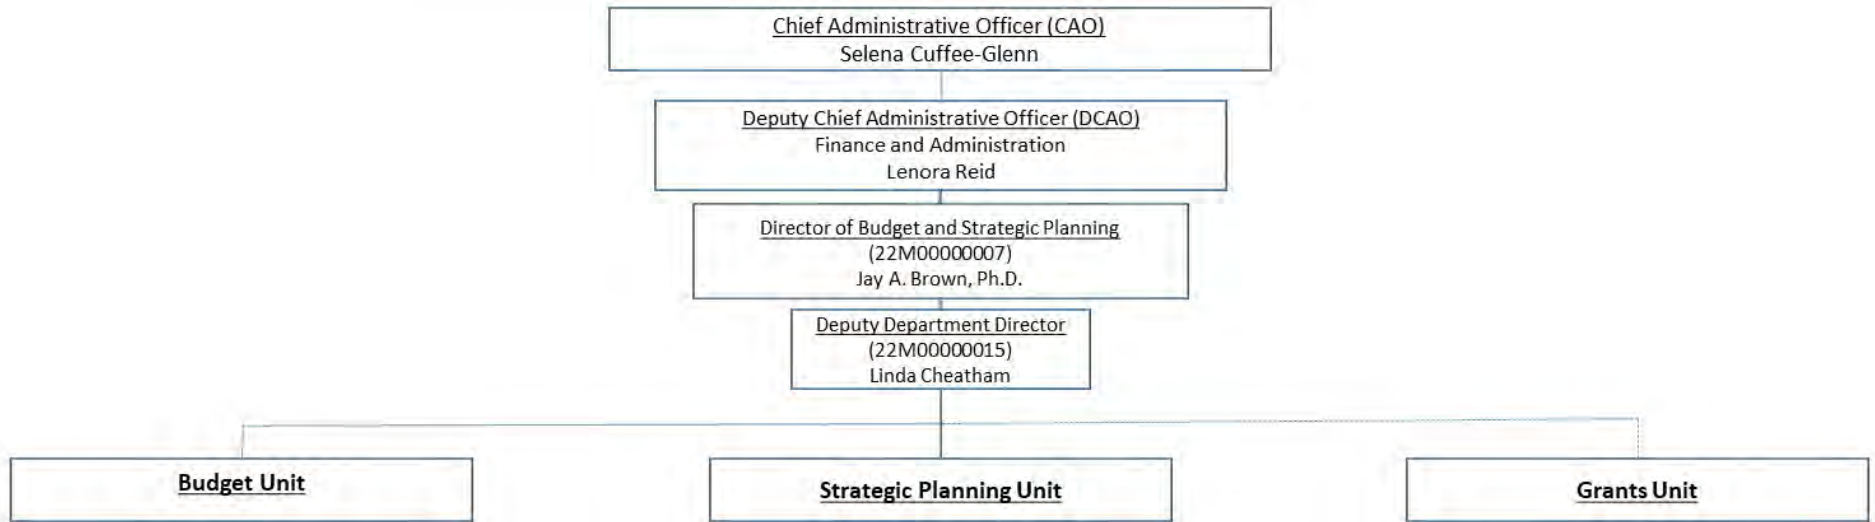 Chief Administrative Officer (CAO)
Selena Cuffee-Glenn
Deputy Chief Administrative Officer (DCAO)
Finance and Administration
Lenora Reid
Director of Budget and Strategic Planning
(22M00000007)
Jay A. Brown, Ph.D.
Deputy Department Director
(22M00000015)
Linda Cheatham
Budget Unit
Strategic Planning Unit
Grants Unit